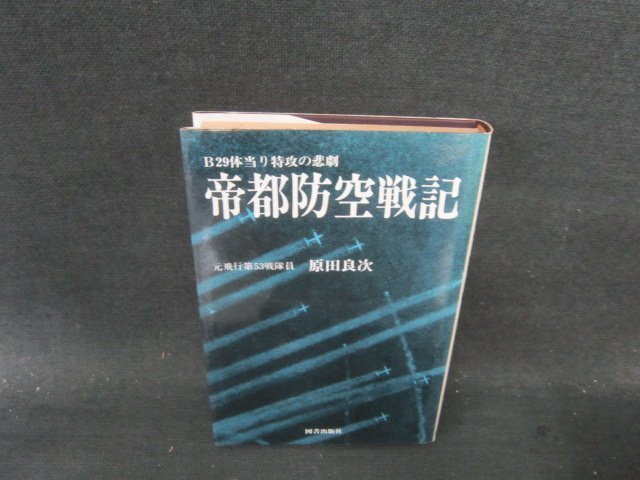 B29体当り特攻の悲劇
帝都防空戦記
元飛行第53戦隊員 原田良次
図書出版社